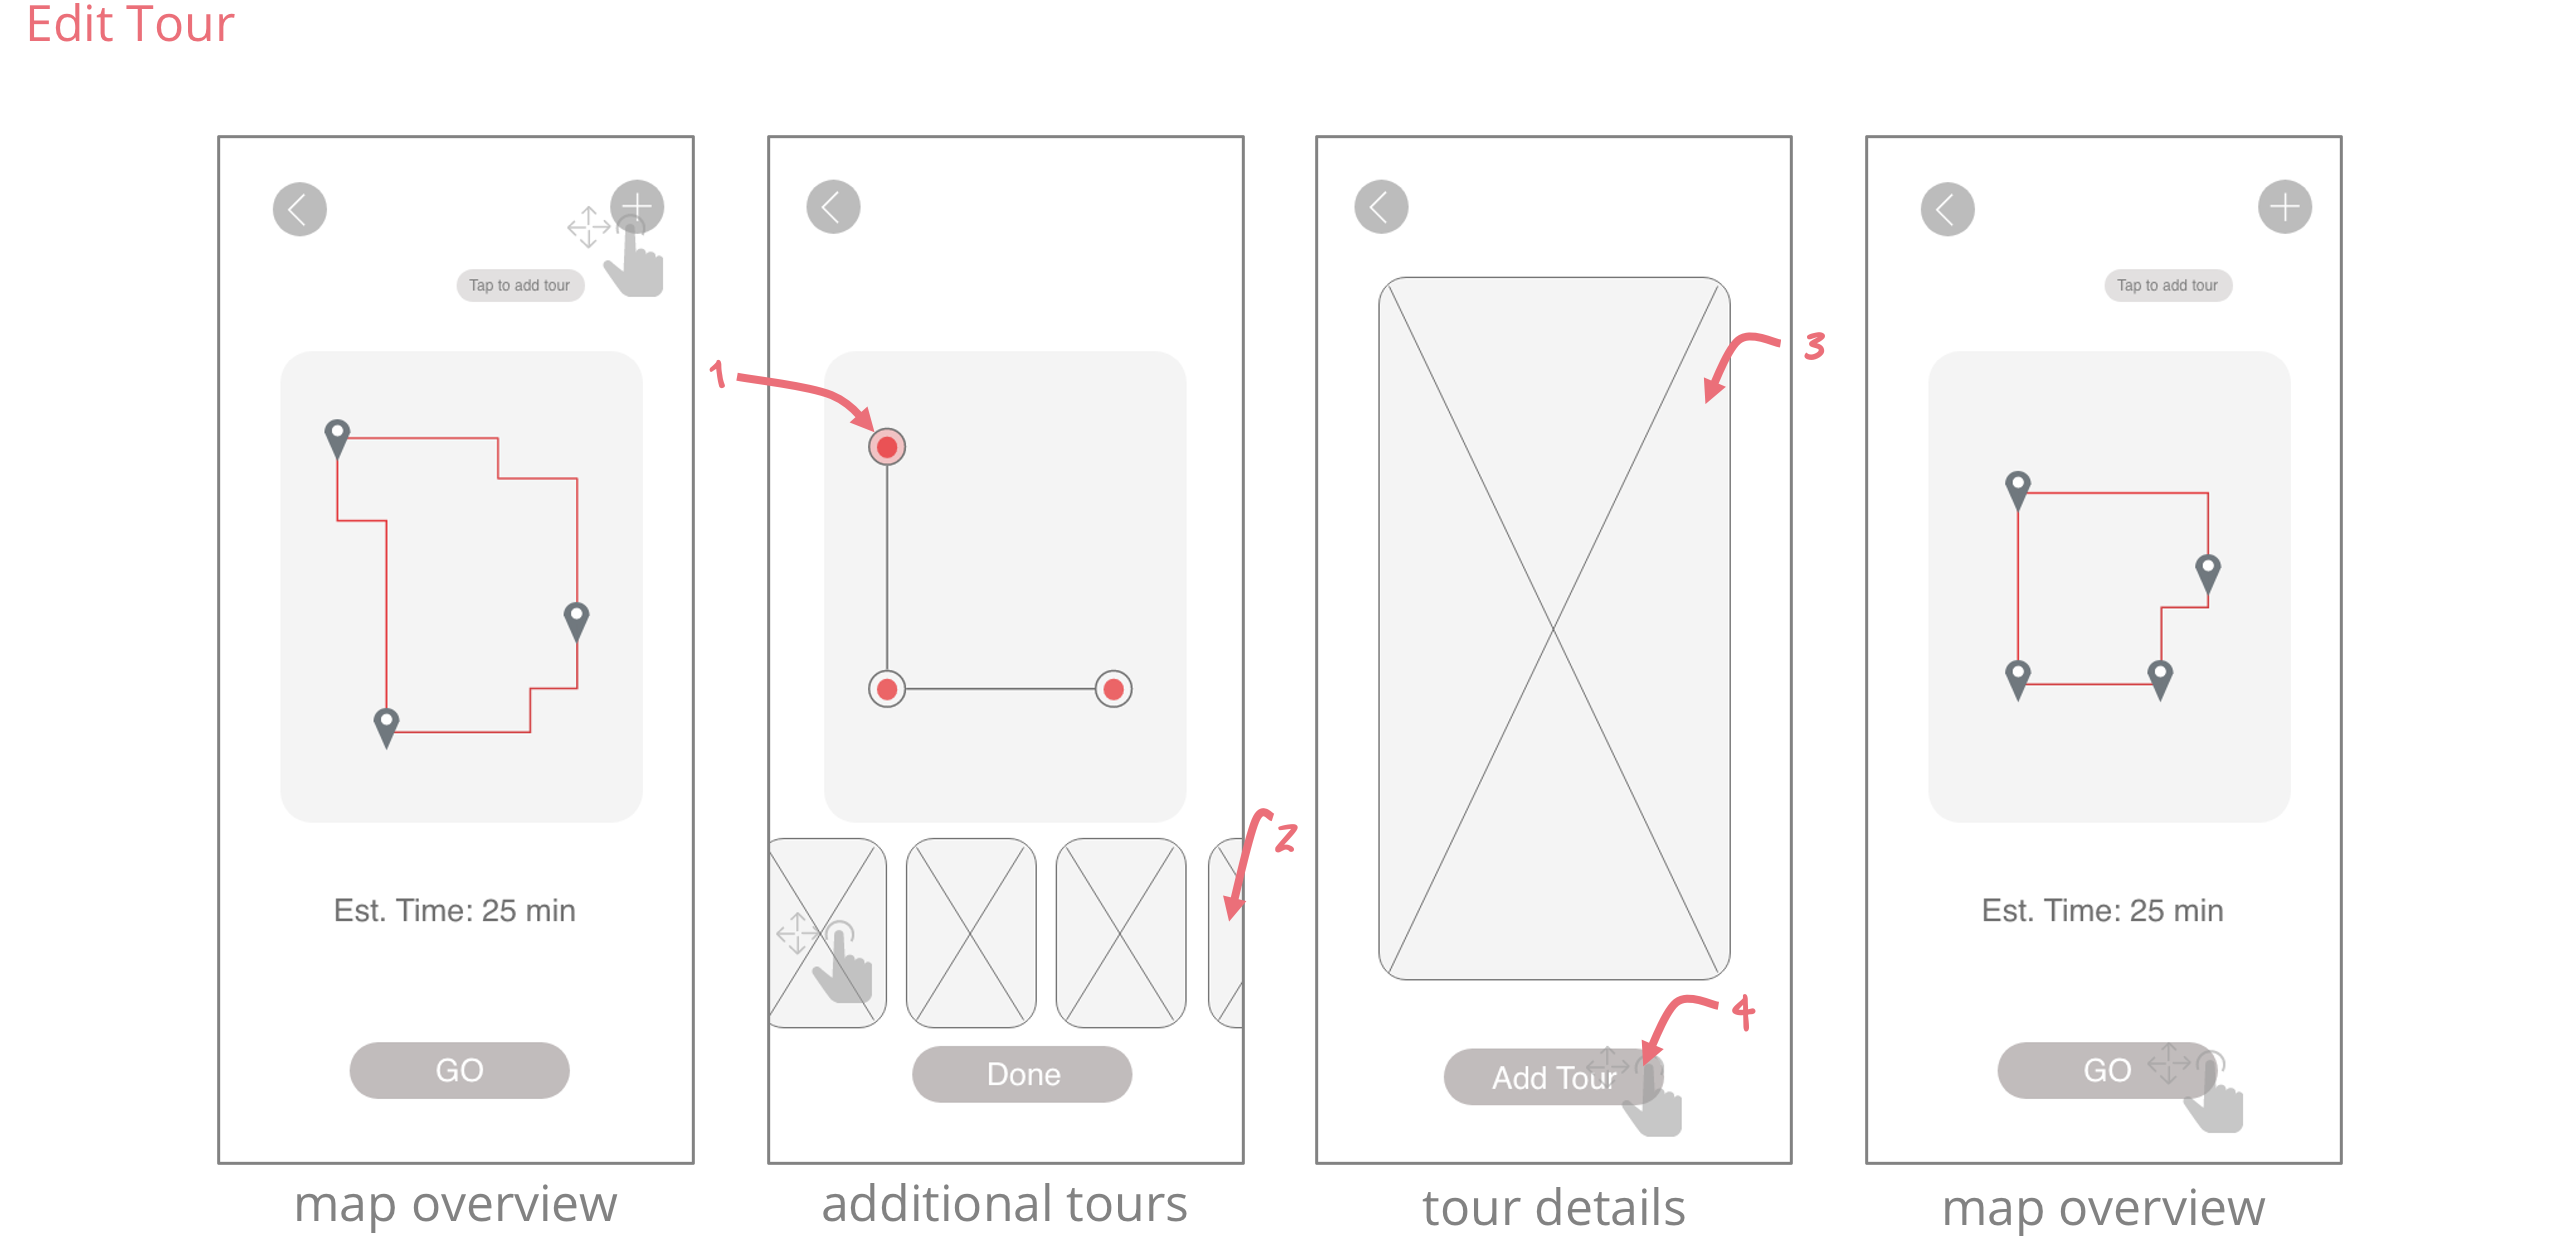 Edit Tour
Tap to add tour
Est. Time: 25 min
GO
map overview
1
2
Done
additional tours
3
4
Add Tour
tour details
Tap to add tour
Est. Time: 25 min
GO
map overview